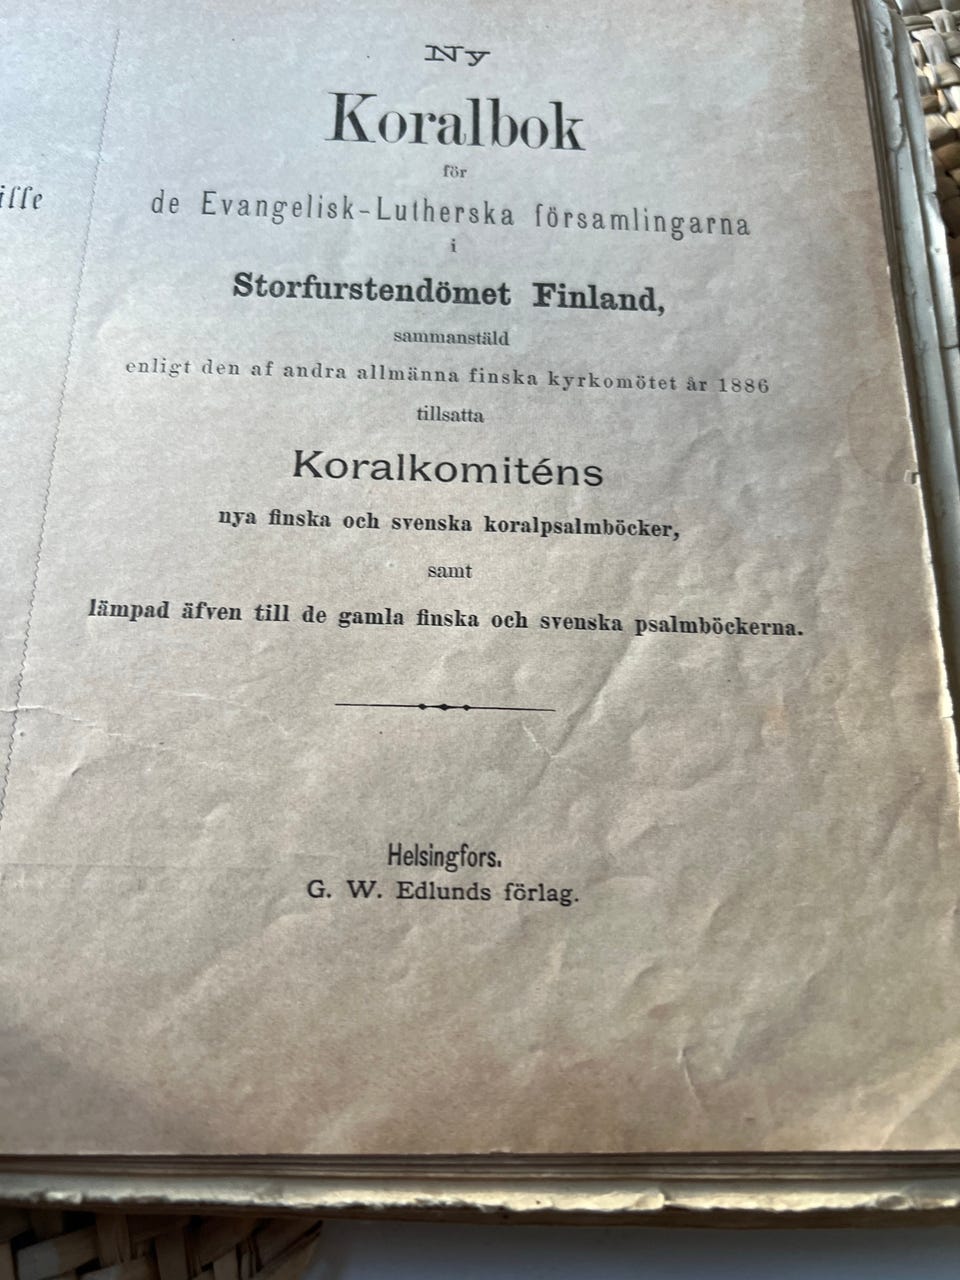 Ny
Koralbok
för
de Evangelisk-Lutherska församlingarna
i
Storfurstendömet Finland,
sammanstäld
enligt den af andra allmänna finska kyrkomötet år 1886
tillsatta
Koralkomiténs
nya finska och svenska koralpsalmböcker,
samt
lämpad äfven till de gamla finska och svenska psalmböckerna.
Helsingfors.
G. W. Edlunds förlag.